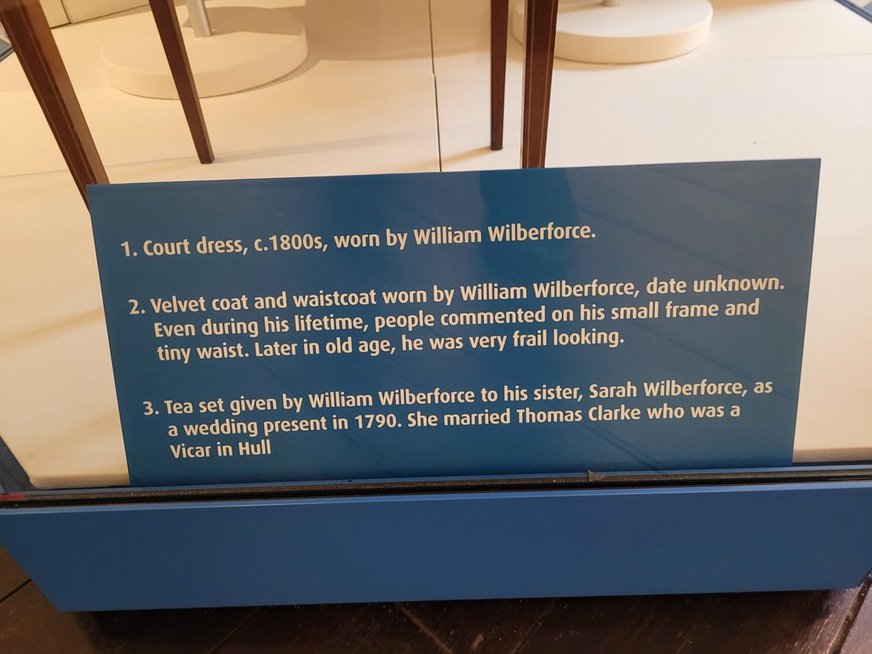 1. Court dress, c.1800s, worn by William Wilberforce.
2. Velvet coat and waistcoat worn by William Wilberforce, date unknown.
Even during his lifetime, people commented on his small frame and
tiny waist. Later in old age, he was very frail looking.
3. Tea set given by William Wilberforce to his sister, Sarah Wilberforce, as
a wedding present in 1790. She married Thomas Clarke who was a
Vicar in Hull